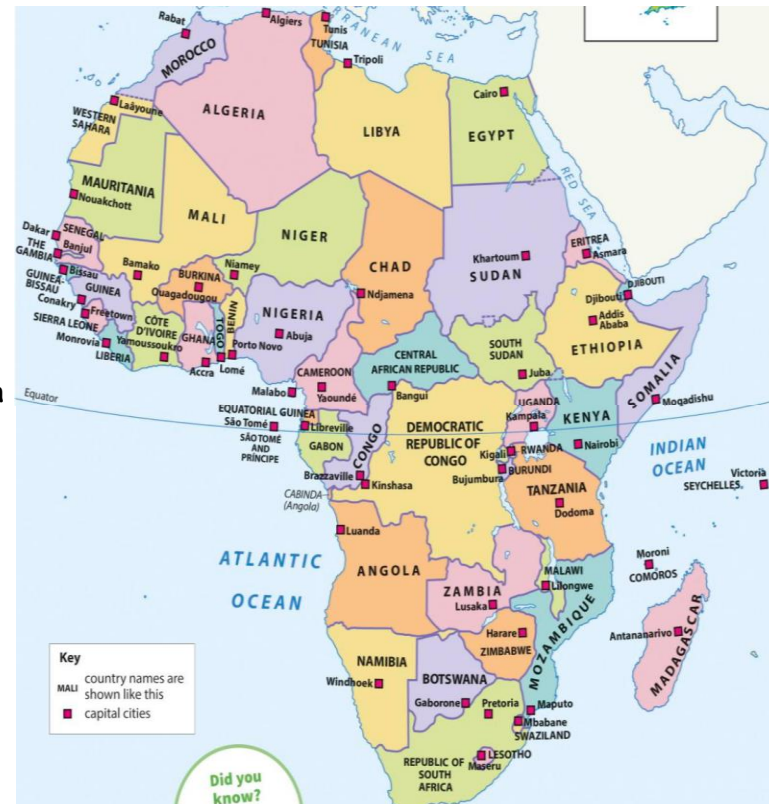 Rabat
Algiers
Tunis
TUNISIA
SEA
MOROCCO
Tripoli
Cairo
Laâyoune
WESTERN
SAHARA
ALGERIA
LIBYA
EGYPT
RED SEA
MAURITANIA
Nouakchott
MALI
NIGER
CHAD
Khartoum
SUDAN
ERITREA
Asmara
Dakar
SENEGAL
Banjul
THE
GAMBIA
Bissau
GUINEA-
BISSAU
GUINEA
Conakry
Freetown
SIERRA LEONE
Monrovia
LIBERIA
Bamako
BURKINA
Ouagadougou
Niamey
CÔTE
D'IVOIRE
Yamoussoukro
GHANA
Accra
TOGO
Lomé
BENIN
Porto Novo
NIGERIA
Abuja
Ndjamena
DJIBOUTI
Djibouti
Addis
Ababa
ETHIOPIA
SOUTH
SUDAN
Juba
CENTRAL
AFRICAN REPUBLIC
Bangui
CAMEROON
Yaoundé
Malabo
EQUATORIAL GUINEA
São Tomé
SÃO TOMÉ
AND
PRÍNCIPE
Libreville
GABON
CONGO
Brazzaville
Kinshasa
CABINDA
(Angola)
DEMOCRATIC
REPUBLIC OF
CONGO
UGANDA
Kampala
KENYA
Nairobi
SOMALIA
Mogadishu
Equator
Kigali
RWANDA
Bujumbura
BURUNDI
TANZANIA
Dodoma
INDIAN
OCEAN
Victoria
SEYCHELLES
Luanda
ANGOLA
ATLANTIC
OCEAN
ZAMBIA
Lusaka
MALAWI
Lilongwe
Moroni
COMOROS
MOZAMBIQUE
Antananarivo
MADAGASCAR
Harare
ZIMBABWE
NAMIBIA
Windhoek
BOTSWANA
Gaborone
Pretoria
Maputo
Mbabane
SWAZILAND
LESOTHO
Maseru
REPUBLIC OF
SOUTH
AFRICA
Key
MALI country names are
shown like this
capital cities
Did you
know?